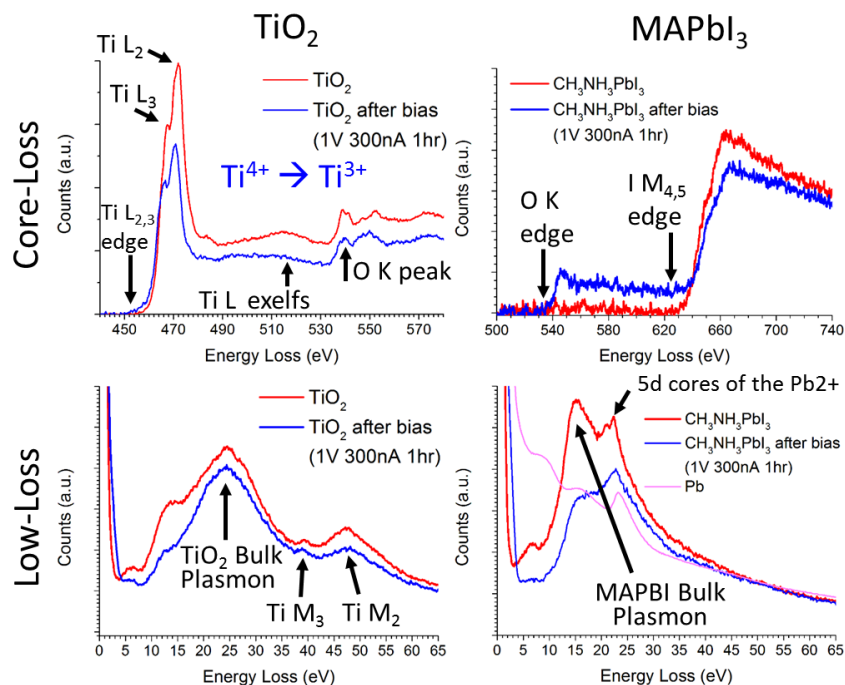 TiO₂
MAPbI₃
Core-Loss
Low-Loss
Ti L₂
Ti L₃
Ti L₂,₃
edge
TiO₂
TiO₂ after bias
(1V 300nA 1hr)
Ti⁴⁺ → Ti³⁺
Ti L exelfs
O K peak
Counts (a.u.)
450 470 490 510 530 550 570
Energy Loss (eV)
CH₃NH₃PbI₃
CH₃NH₃PbI₃ after bias
(1V 300nA 1hr)
O K
edge
I M₄,₅
edge
Counts (a.u.)
500 540 580 620 660 700 740
Energy Loss (eV)
TiO₂
TiO₂ after bias
(1V 300nA 1hr)
TiO₂ Bulk
Plasmon
Ti M₃
Ti M₂
Counts (a.u.)
0 5 10 15 20 25 30 35 40 45 50 55 60 65
Energy Loss (eV)
5d cores of the Pb2+
CH₃NH₃PbI₃
CH₃NH₃PbI₃ after bias
(1V 300nA 1hr)
Pb
MAPBI Bulk
Plasmon
Counts (a.u.)
0 5 10 15 20 25 30 35 40 45 50 55 60 65
Energy Loss (eV)